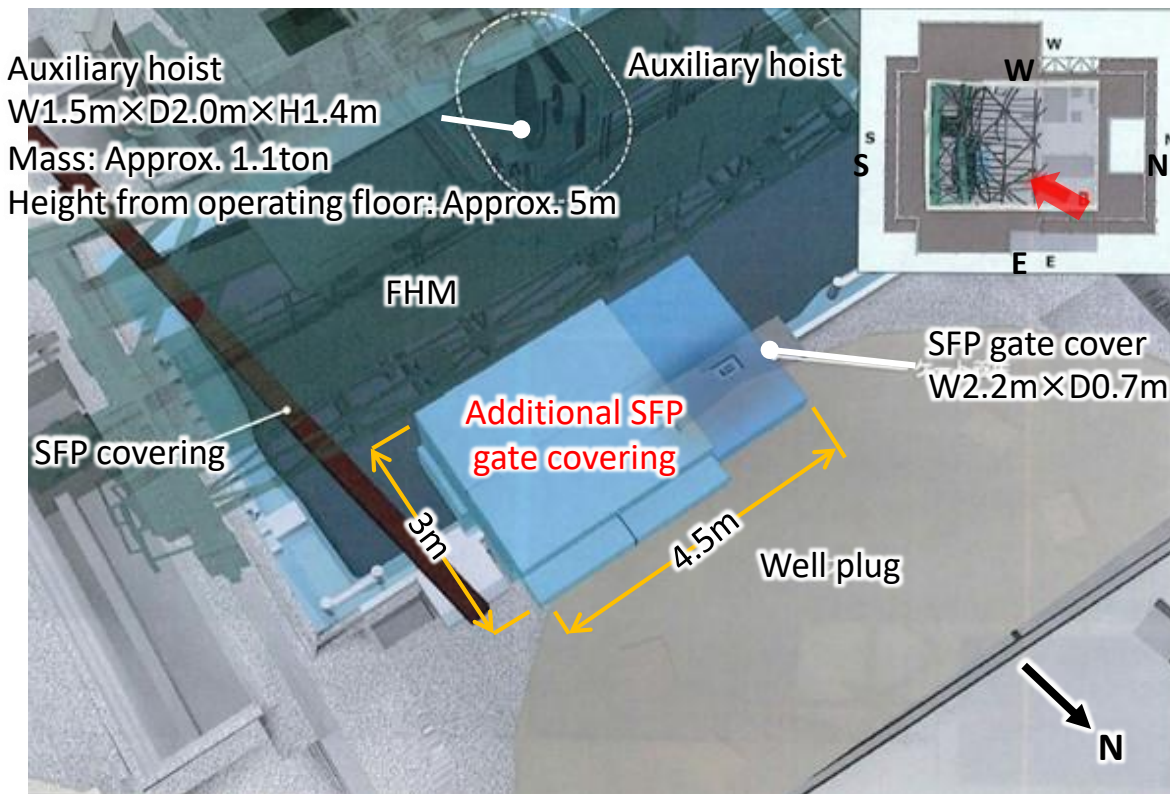 Auxiliary hoist
W1.5m×D2.0m×H1.4m
Mass: Approx. 1.1ton
Height from operating floor: Approx. 5m
Auxiliary hoist
W
W
S
S
N
B
E
E
FHM
SFP gate cover
W2.2m×D0.7m
Additional SFP
gate covering
SFP covering
3m
4.5m
Well plug
N